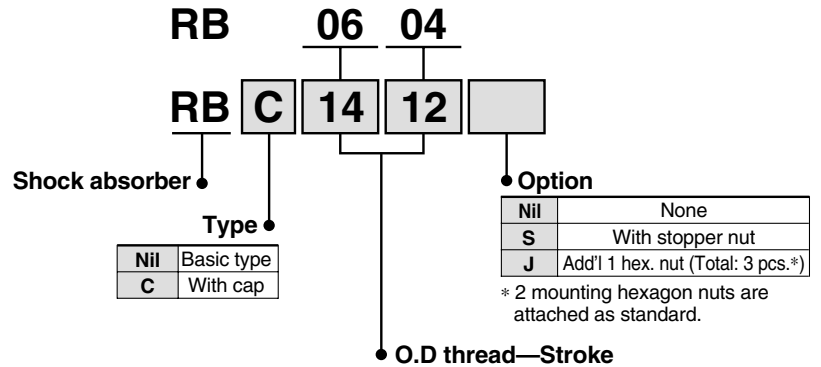 RB 06 04
RB C 14 12
Shock absorber
Option
Nil None
S With stopper nut
J Add'l 1 hex. nut (Total: 3 pcs.*)
* 2 mounting hexagon nuts are
attached as standard.
Type
Nil Basic type
C With cap
O.D thread—Stroke